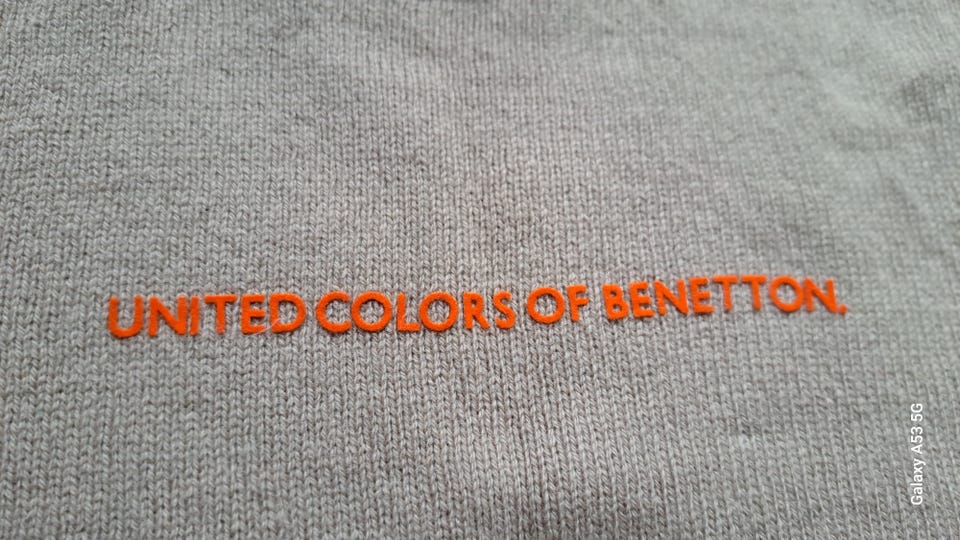 UNITED COLORS OF BENETTON.
Galaxy A53 5G